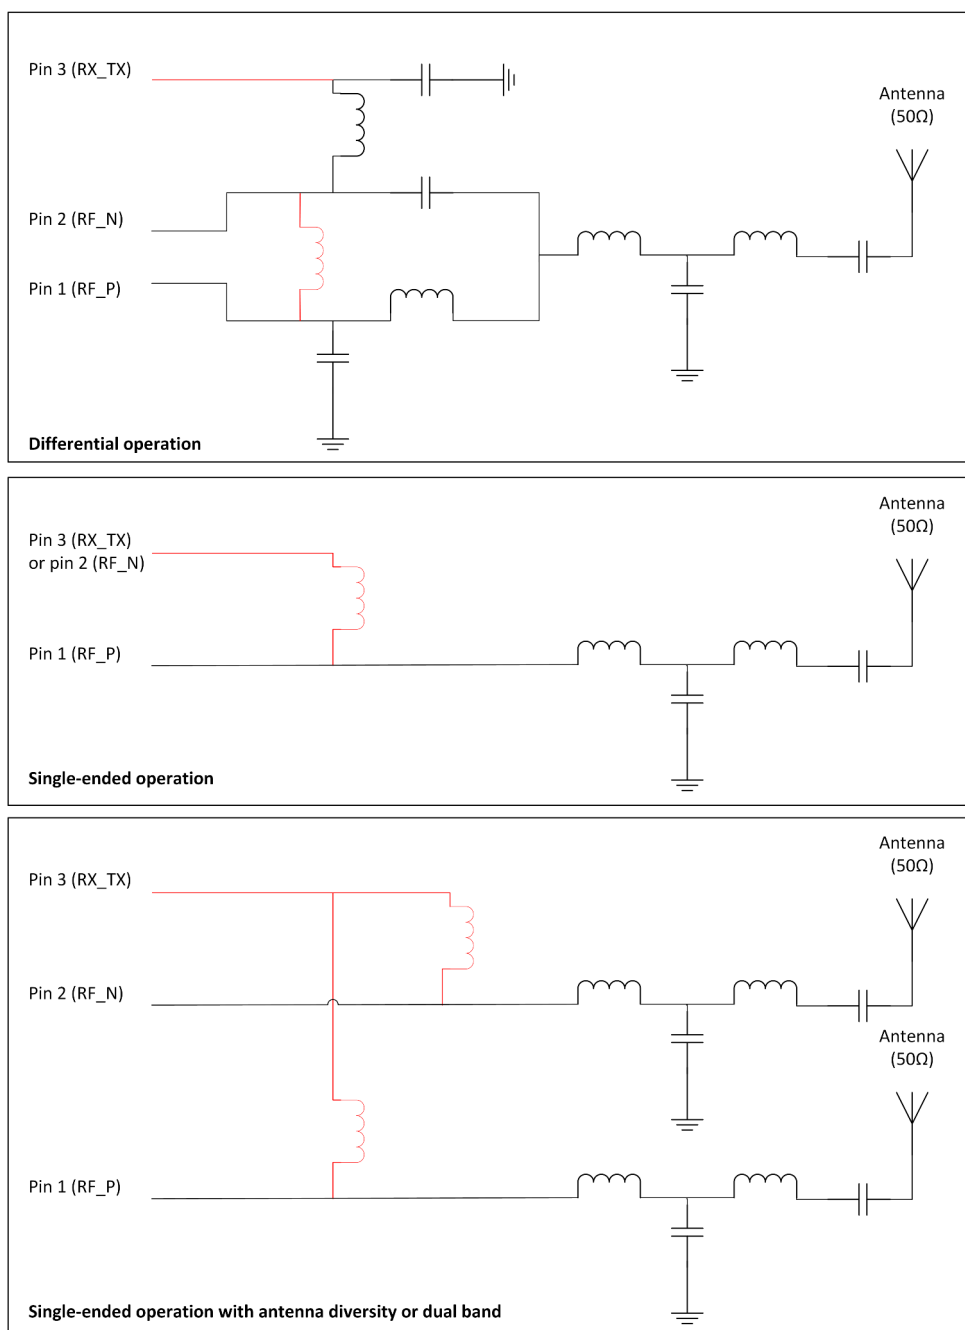 Pin 3 (RX_TX)
Antenna
(50Ω)
Pin 2 (RF_N)
Pin 1 (RF_P)
Differential operation
Antenna
(50Ω)
Pin 3 (RX_TX)
or pin 2 (RF_N)
Pin 1 (RF_P)
Single-ended operation
Antenna
(50Ω)
Pin 3 (RX_TX)
Pin 2 (RF_N)
Antenna
(50Ω)
Pin 1 (RF_P)
Single-ended operation with antenna diversity or dual band